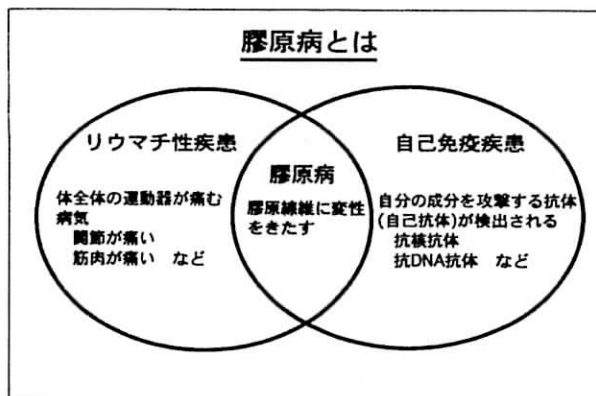 膠原病とは
リウマチ性疾患
体全体の運動器が痛む
病気
関節が痛い
筋肉が痛い など
膠原病
膠原線維に変性
をきたす
自己免疫疾患
自分の成分を攻撃する抗体
(自己抗体)が検出される
抗核抗体
抗DNA抗体 など